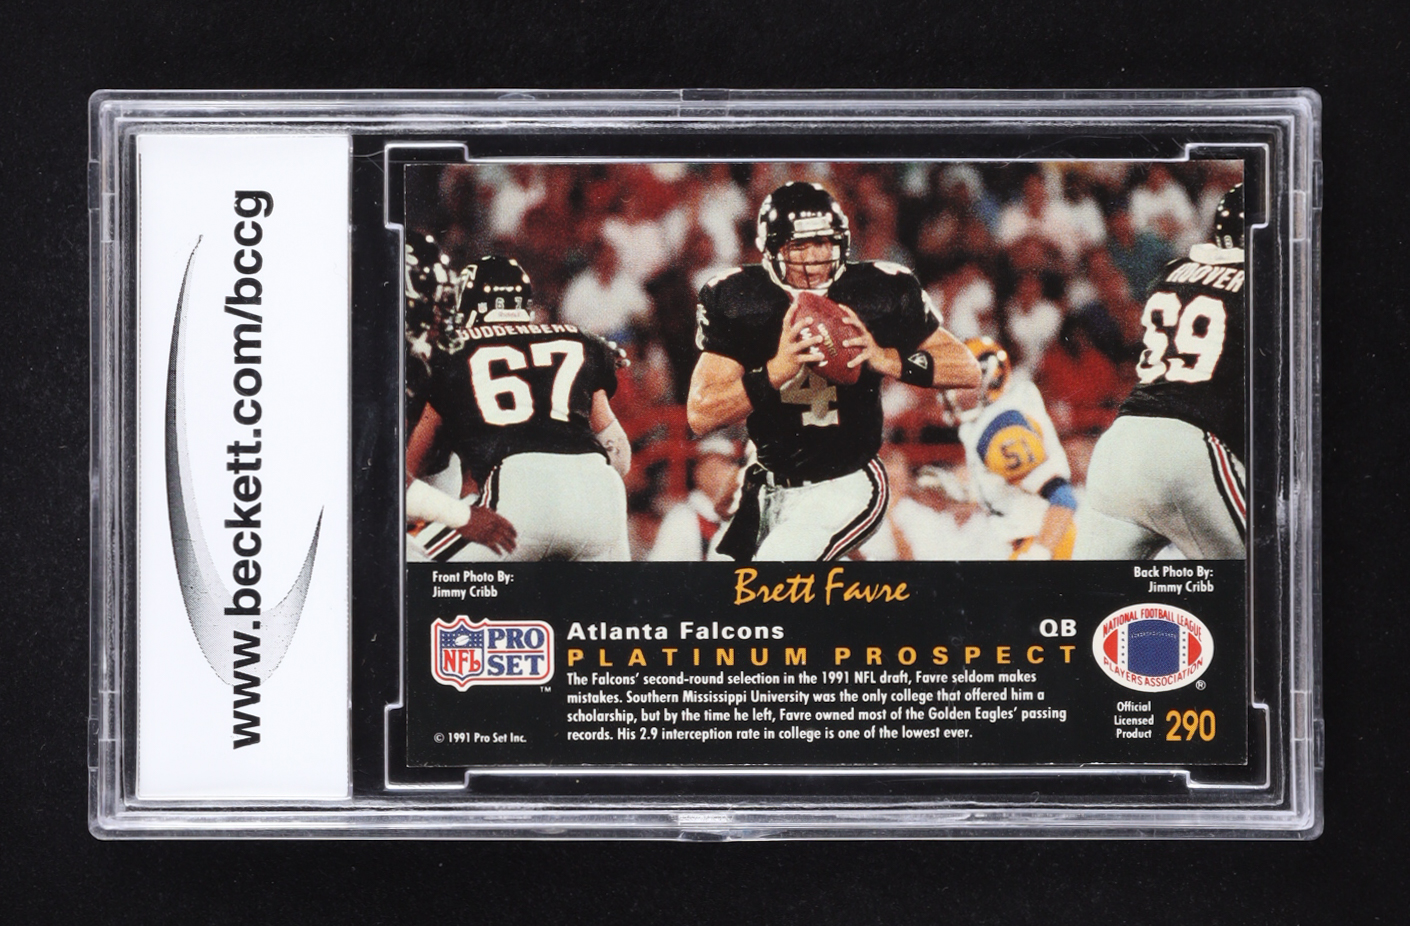 www.beckett.com/bccg
67
GUDDENBERG
67
4
4
51
HOOVER
69
Front Photo By:
Jimmy Cribb
Brett Favre
Back Photo By:
Jimmy Cribb
NFL
PRO
SET
™
Atlanta Falcons
QB
PLATINUM PROSPECT
The Falcons' second-round selection in the 1991 NFL draft, Favre seldom makes
mistakes. Southern Mississippi University was the only college that offered him a
scholarship, but by the time he left, Favre owned most of the Golden Eagles' passing
records. His 2.9 interception rate in college is one of the lowest ever.
NATIONAL FOOTBALL LEAGUE
PLAYERS ASSOCIATION
®
Official
Licensed
Product
290
© 1991 Pro Set Inc.